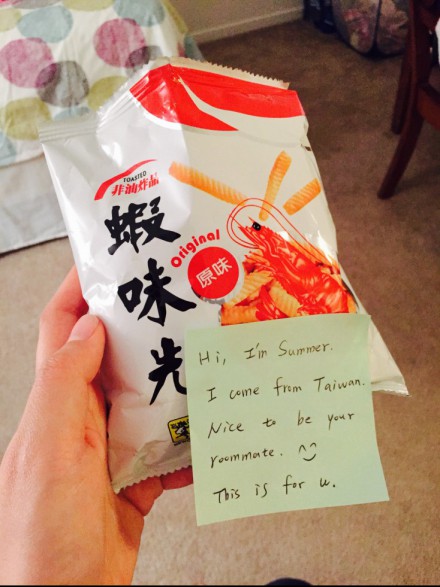 TOASTED
非油炸品
蝦味先
Original
原味
Hi, I'm Summer.
I come from Taiwan.
Nice to be your
roommate. ^^
This is for u.